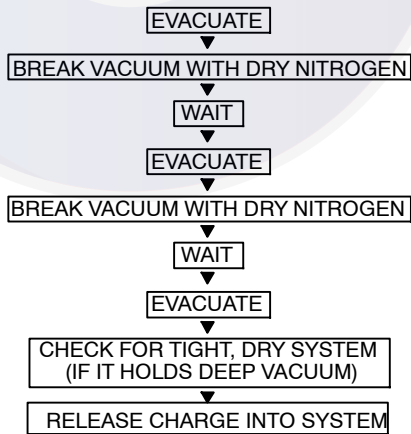 EVACUATE
BREAK VACUUM WITH DRY NITROGEN
WAIT
EVACUATE
BREAK VACUUM WITH DRY NITROGEN
WAIT
EVACUATE
CHECK FOR TIGHT, DRY SYSTEM
(IF IT HOLDS DEEP VACUUM)
RELEASE CHARGE INTO SYSTEM